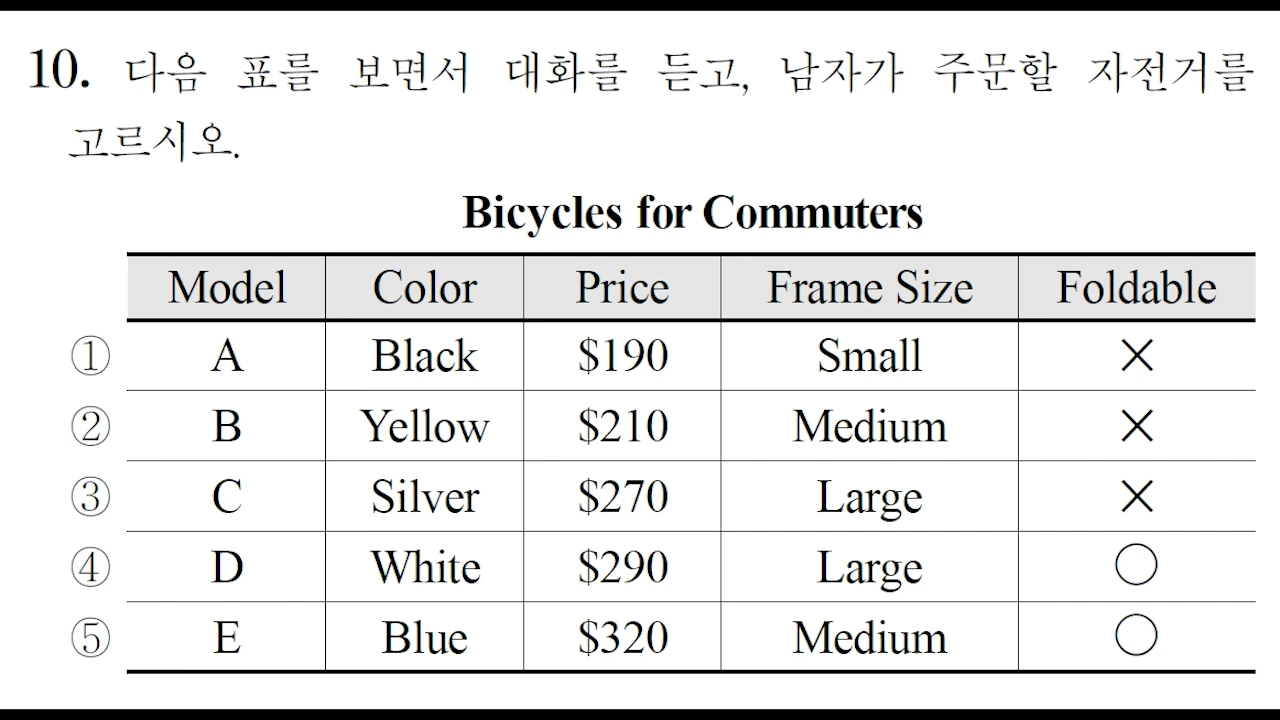 10. 다음 표를 보면서 대화를 듣고, 남자가 주문할 자전거를
고르시오.
Bicycles for Commuters
Model Color Price Frame Size Foldable
① A Black $190 Small ×
② B Yellow $210 Medium ×
③ C Silver $270 Large ×
④ D White $290 Large ○
⑤ E Blue $320 Medium ○